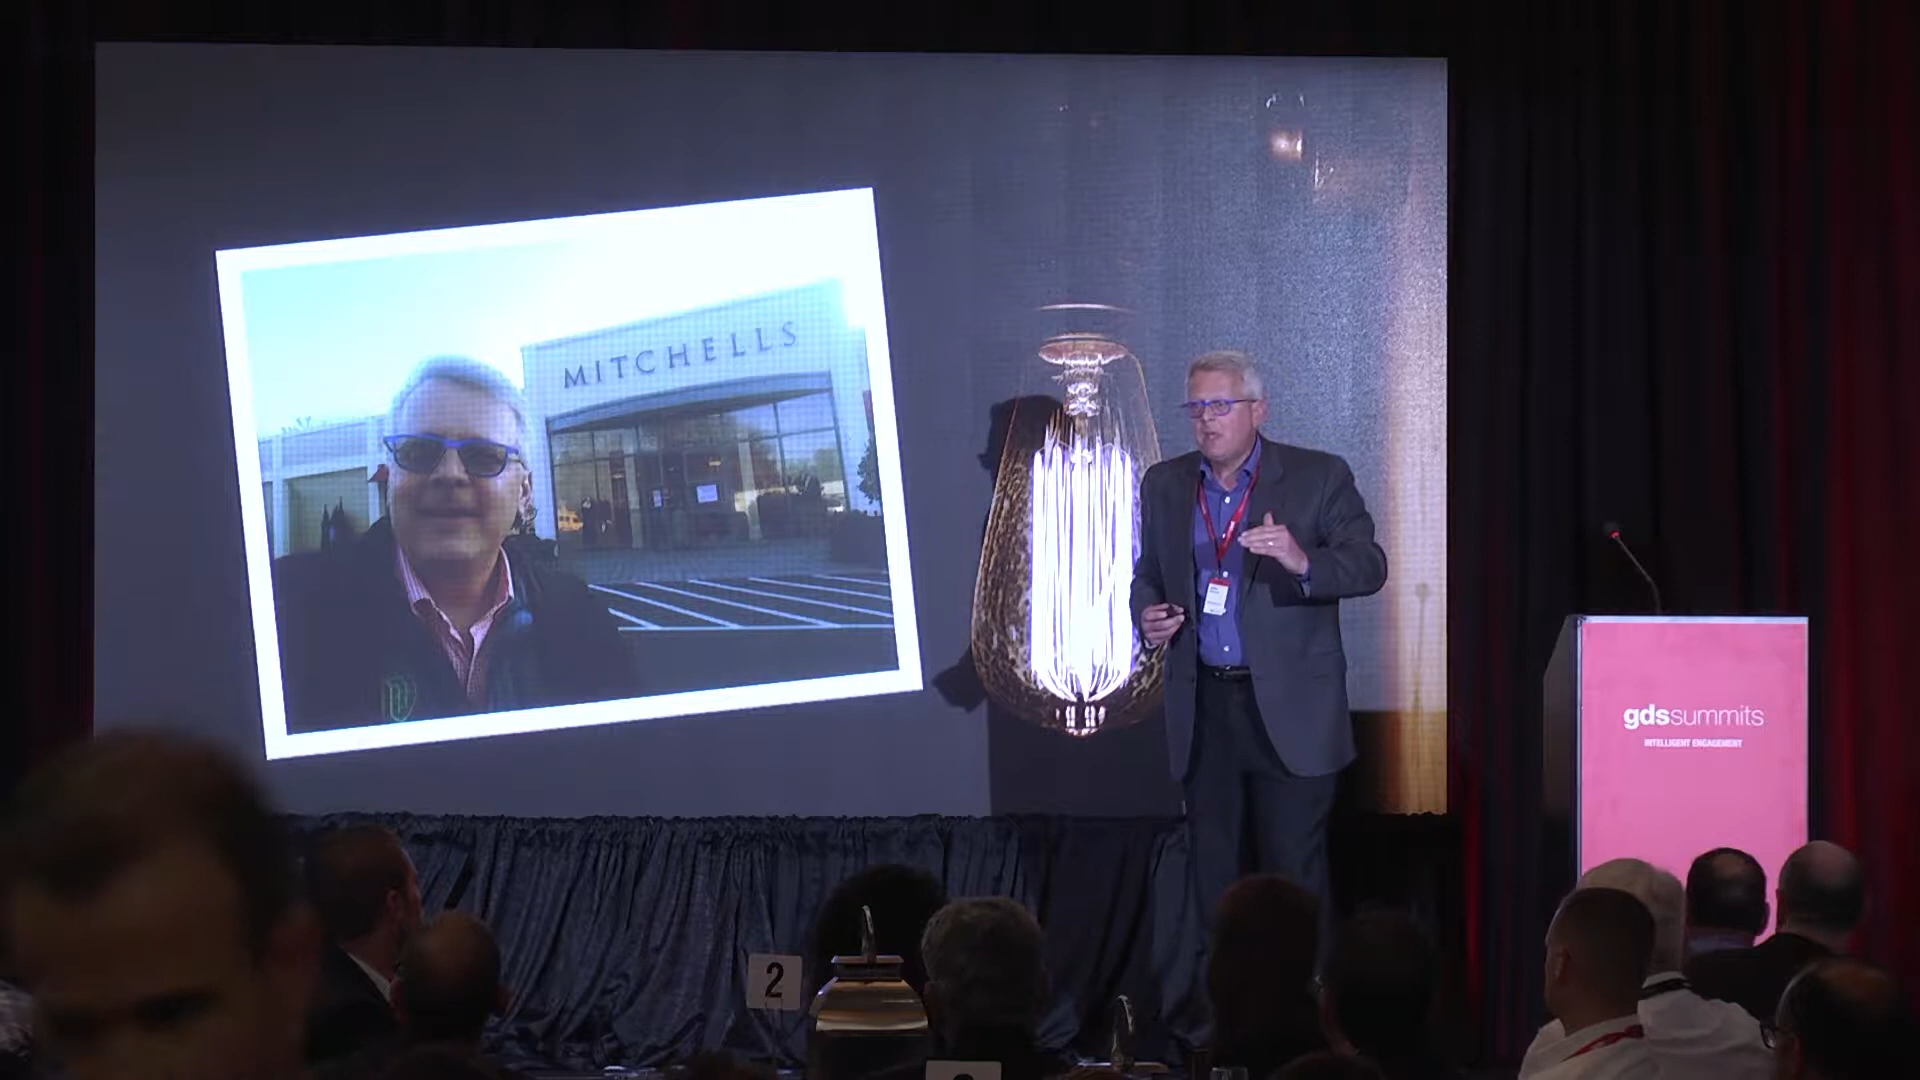 MITCHELLS
gdssummits
INTELLIGENT ENGAGEMENT
2